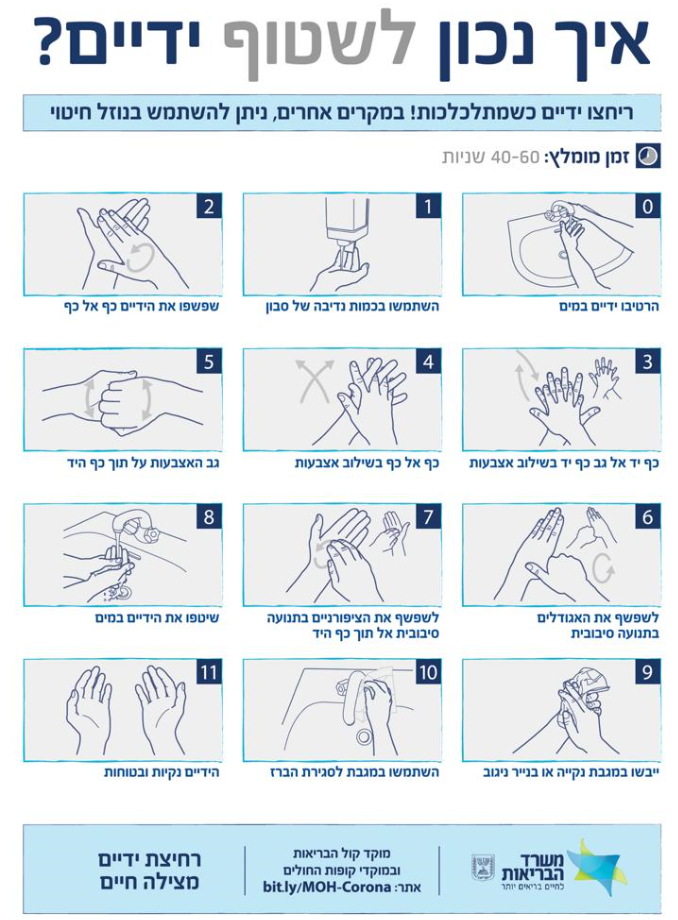 איך נכון לשטוף ידיים?
ריחצו ידיים כשמתלכלכות! במקרים אחרים, ניתן להשתמש בנוזל חיטוי
זמן מומלץ: 40-60 שניות
0
הרטיבו ידיים במים
1
השתמשו בכמות נדיבה של סבון
2
שפשפו את הידיים כף אל כף
3
כף יד אל גב כף יד בשילוב אצבעות
4
כף אל כף בשילוב אצבעות
5
גב האצבעות על תוך כף היד
6
לשפשף את האגודלים
בתנועה סיבובית
7
לשפשף את הציפורניים בתנועה
סיבובית אל תוך כף היד
8
שיטפו את הידיים במים
9
ייבשו במגבת נקייה או בנייר ניגוב
10
השתמשו במגבת לסגירת הברז
11
הידיים נקיות ובטוחות
משרד
הבריאות
לחיים בריאים יותר
מוקד קול הבריאות
ובמוקדי קופות החולים
אתר: bit.ly/MOH-Corona
רחיצת ידיים
מצילה חיים